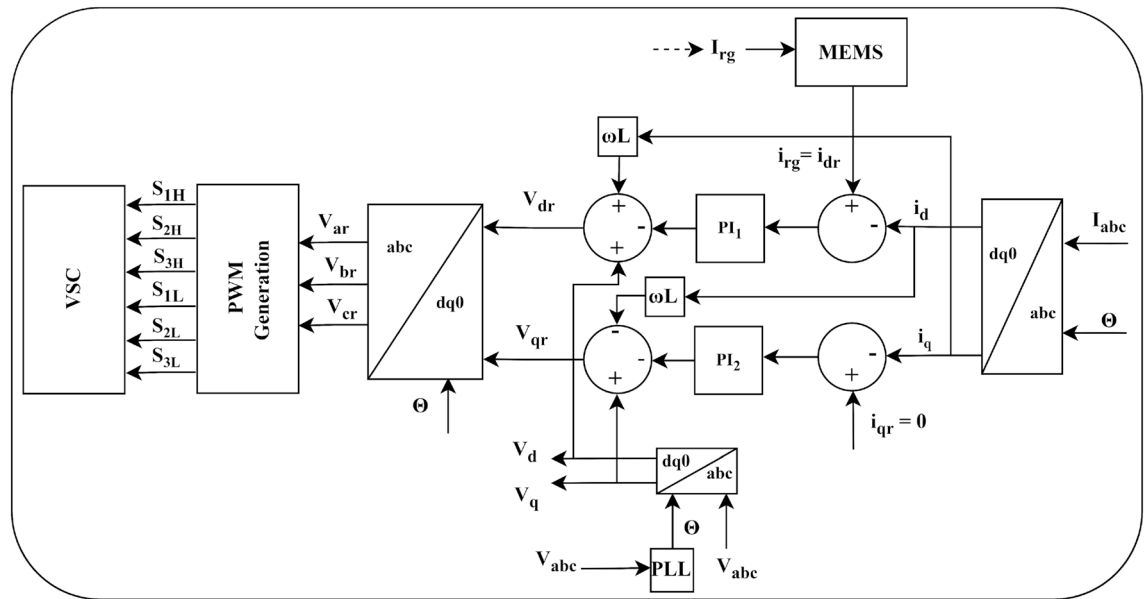 I_rg
MEMS
ωL
i_rg= i_dr
S_1H
S_2H
S_3H
S_1L
S_2L
S_3L
VSC
PWM
Generation
V_ar
V_br
V_cr
abc
dq0
Θ
V_dr
V_qr
+
-
+
PI_1
+
-
i_d
ωL
-
-
+
PI_2
-
+
i_q
i_qr = 0
dq0
abc
I_abc
Θ
V_d
V_q
dq0
abc
Θ
V_abc
PLL
V_abc